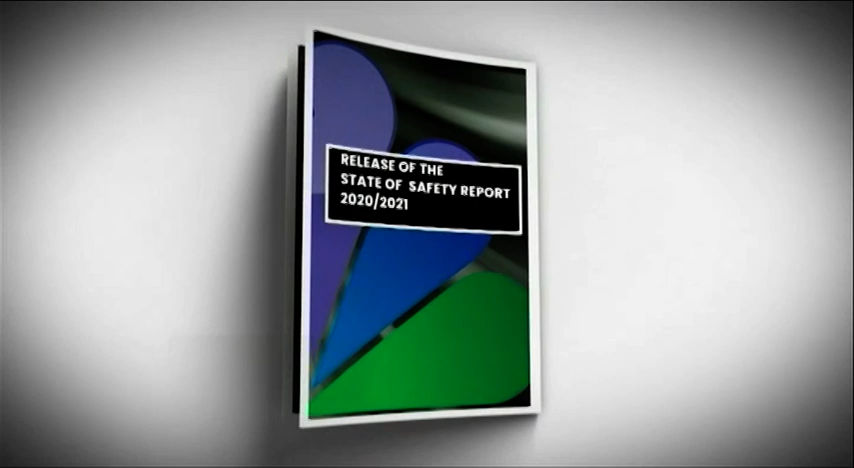 RELEASE OF THE
STATE OF SAFETY REPORT
2020/2021